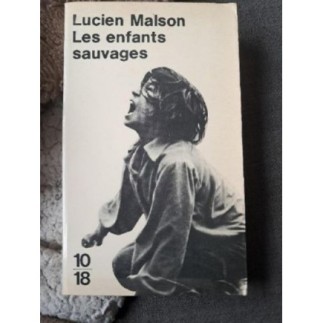 Lucien Malson
Les enfants
sauvages
10
18